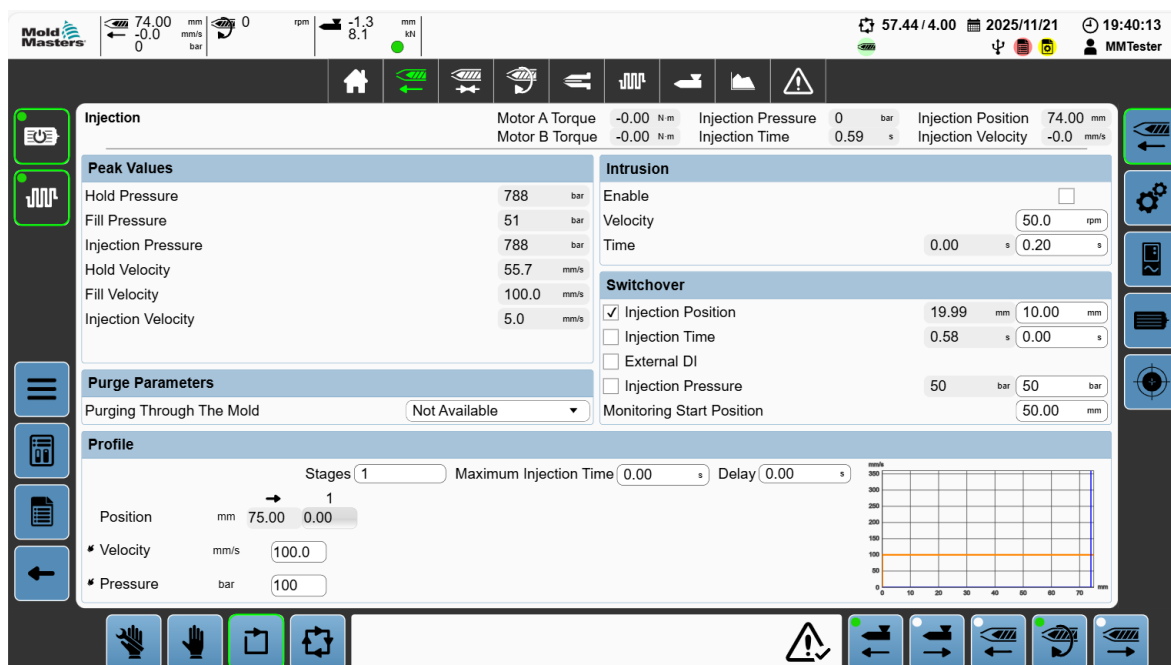 Mold Masters
74.00 mm
-0.0 mm/s
0 bar
0 rpm
-1.3 mm
8.1 kN
57.44 / 4.00
2025/11/21
19:40:13
MMTester
Injection
Motor A Torque -0.00 N·m Injection Pressure 0 bar Injection Position 74.00 mm
Motor B Torque -0.00 N·m Injection Time 0.59 s Injection Velocity -0.0 mm/s
Peak Values
Hold Pressure 788 bar
Fill Pressure 51 bar
Injection Pressure 788 bar
Hold Velocity 55.7 mm/s
Fill Velocity 100.0 mm/s
Injection Velocity 5.0 mm/s
Purge Parameters
Purging Through The Mold Not Available
Intrusion
Enable
Velocity 50.0 rpm
Time 0.00 s 0.20 s
Switchover
Injection Position 19.99 mm 10.00 mm
Injection Time 0.58 s 0.00 s
External DI
Injection Pressure 50 bar 50 bar
Monitoring Start Position 50.00 mm
Profile
Stages 1 Maximum Injection Time 0.00 s Delay 0.00 s
1
Position mm 75.00 0.00
Velocity mm/s 100.0
Pressure bar 100
mm/s
350
300
250
200
150
100
50
0
0 10 20 30 40 50 60 70 mm